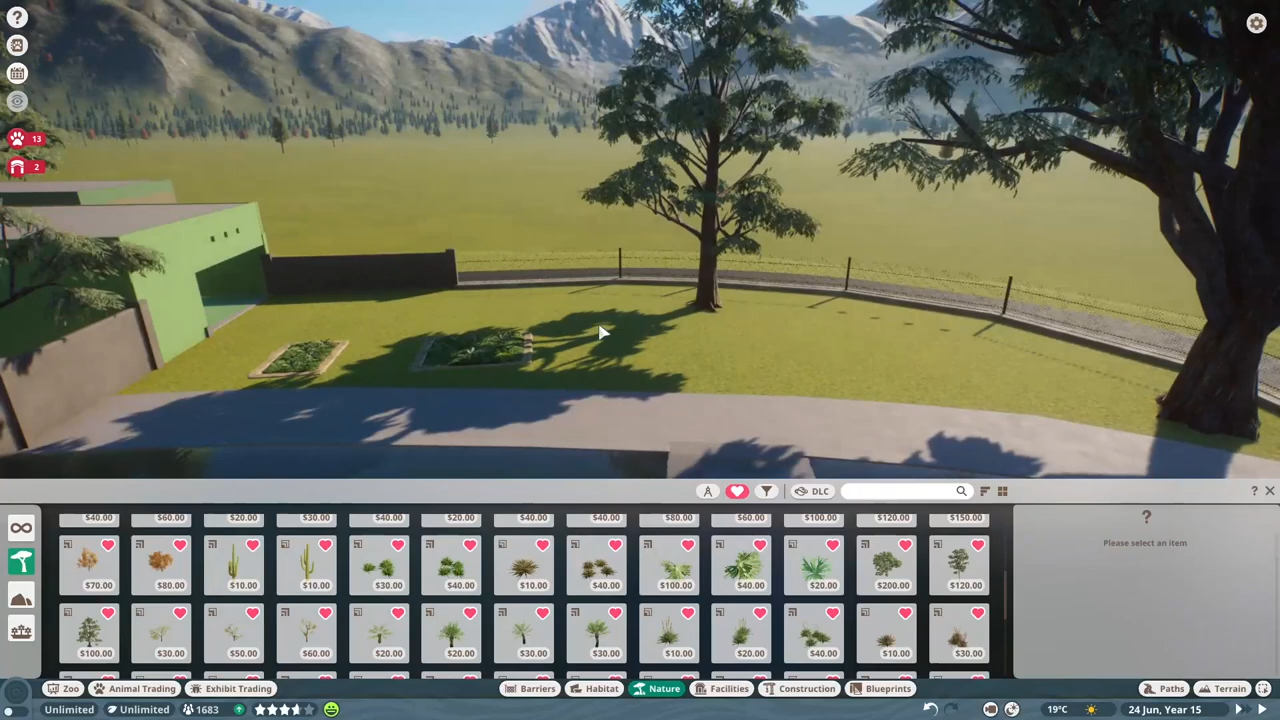 ?
13
2
DLC
?
$40.00 $60.00 $20.00 $30.00 $40.00 $20.00 $40.00 $40.00 $80.00 $60.00 $100.00 $120.00 $150.00
?
Please select an item
$70.00 $80.00 $10.00 $10.00 $30.00 $40.00 $10.00 $40.00 $100.00 $40.00 $20.00 $200.00 $120.00
$100.00 $30.00 $50.00 $60.00 $20.00 $20.00 $30.00 $30.00 $10.00 $20.00 $40.00 $10.00 $30.00
Zoo Animal Trading Exhibit Trading Barriers Habitat Nature Facilities Construction Blueprints Paths Terrain
Unlimited Unlimited 1683 19°C 24 Jun, Year 15